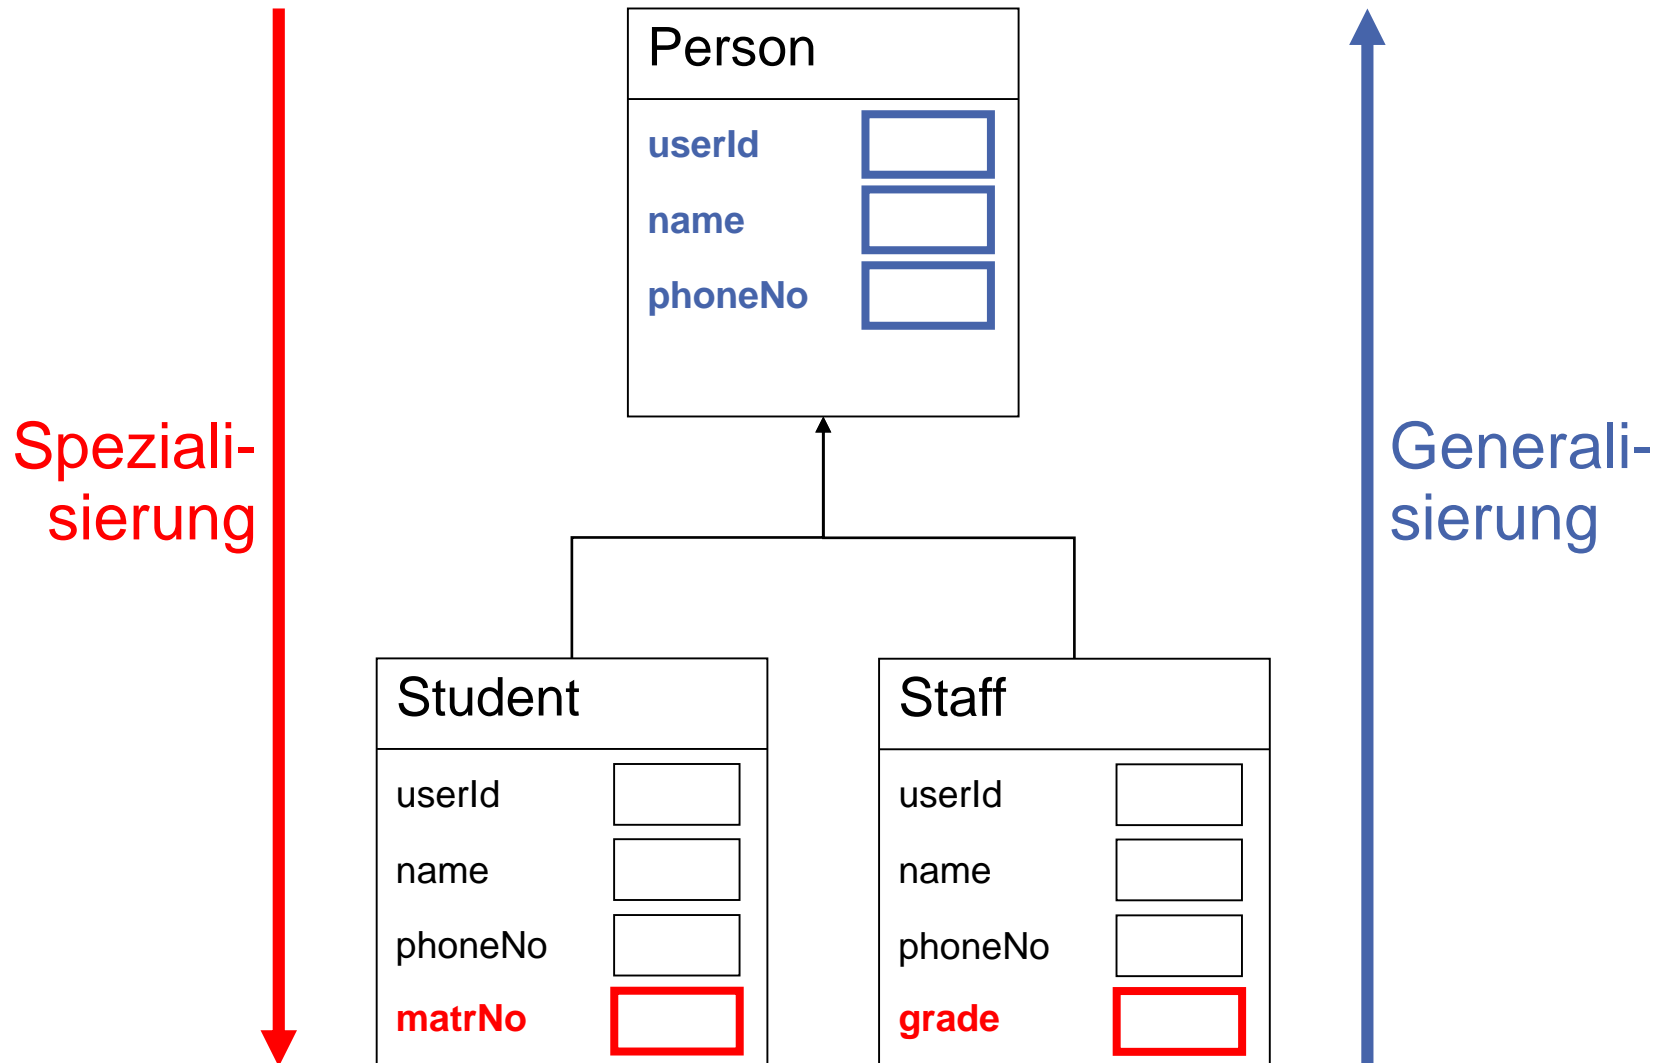 Person
userId
name
phoneNo
Speziali-
sierung
Generali-
sierung
Student
userId
name
phoneNo
matrNo
Staff
userId
name
phoneNo
grade